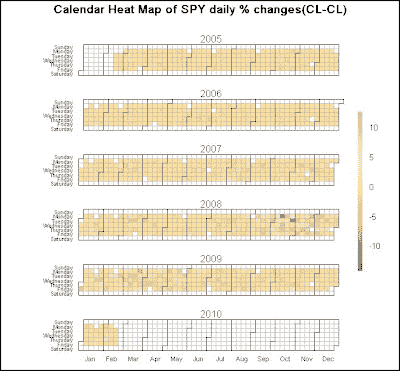 Calendar Heat Map of SPY daily % changes(CL-CL)
2005
Sunday
Monday
Tuesday
Wednesday
Thursday
Friday
Saturday
2006
Sunday
Monday
Tuesday
Wednesday
Thursday
Friday
Saturday
2007
Sunday
Monday
Tuesday
Wednesday
Thursday
Friday
Saturday
2008
Sunday
Monday
Tuesday
Wednesday
Thursday
Friday
Saturday
2009
Sunday
Monday
Tuesday
Wednesday
Thursday
Friday
Saturday
2010
Sunday
Monday
Tuesday
Wednesday
Thursday
Friday
Saturday
Jan Feb Mar Apr May Jun Jul Aug Sep Oct Nov Dec
10
5
0
-5
-10